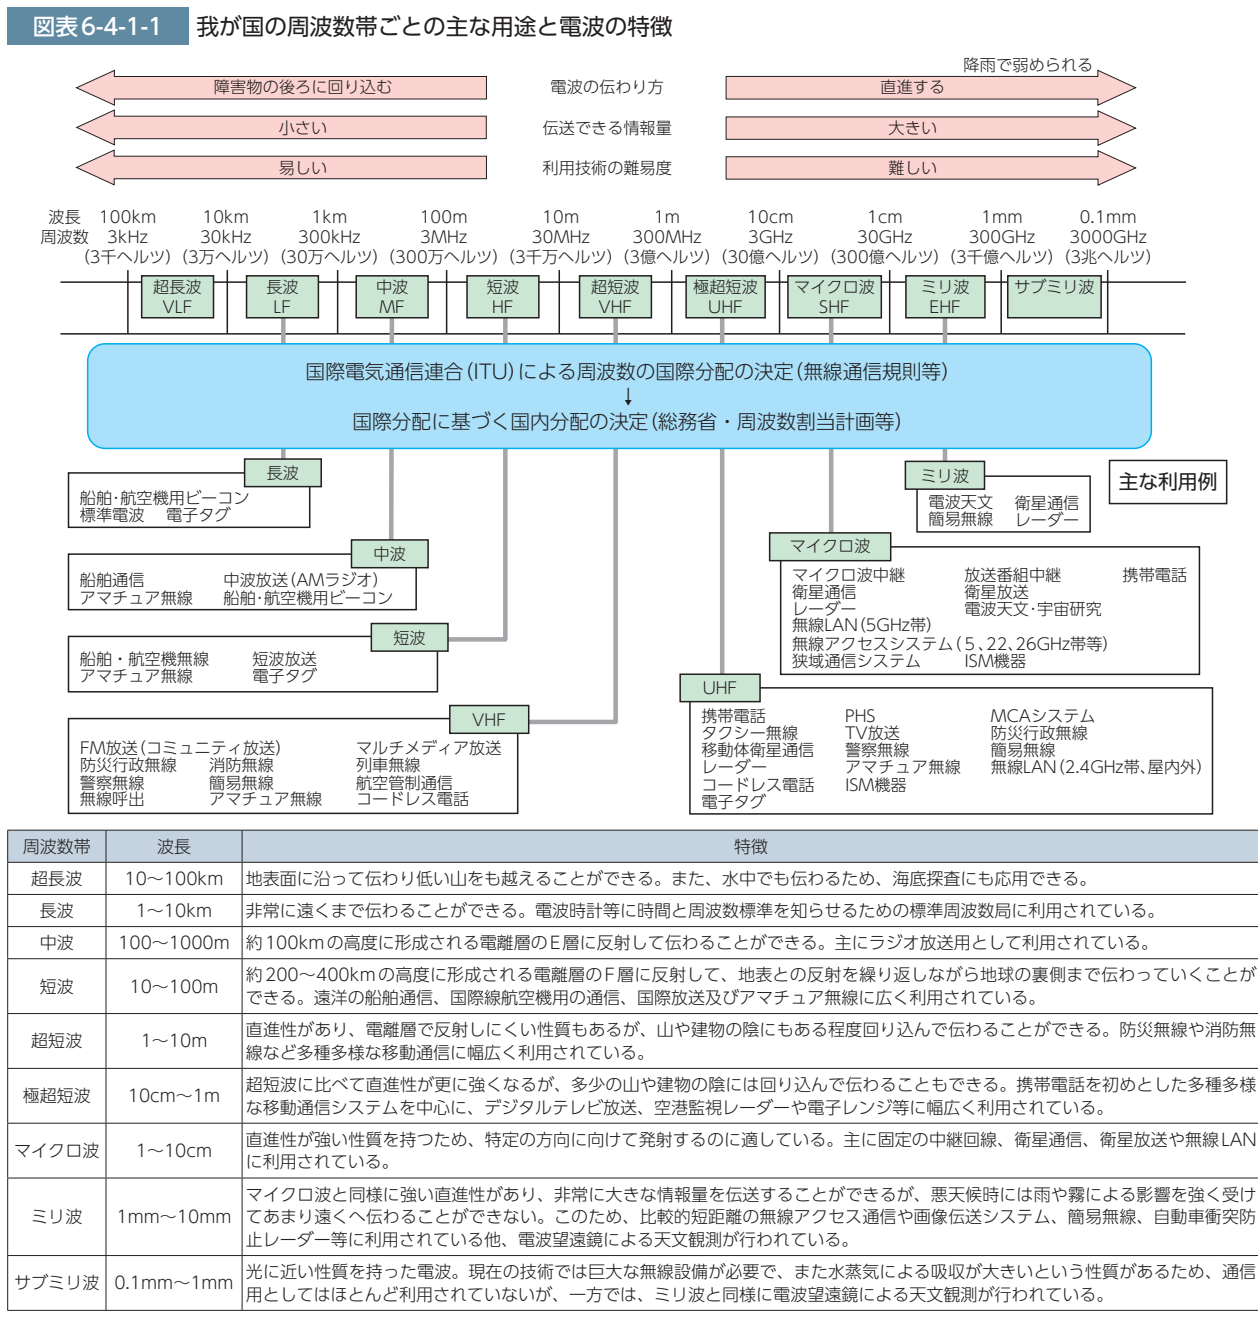 図表6-4-1-1 我が国の周波数帯ごとの主な用途と電波の特徴
降雨で弱められる
障害物の後ろに回り込む 電波の伝わり方 直進する
小さい 伝送できる情報量 大きい
易しい 利用技術の難易度 難しい
波長 100km 10km 1km 100m 10m 1m 10cm 1cm 1mm 0.1mm
周波数 3kHz 30kHz 300kHz 3MHz 30MHz 300MHz 3GHz 30GHz 300GHz 3000GHz
(3千ヘルツ) (3万ヘルツ) (30万ヘルツ) (300万ヘルツ) (3千万ヘルツ) (3億ヘルツ) (30億ヘルツ) (300億ヘルツ) (3千億ヘルツ) (3兆ヘルツ)
超長波 長波 中波 短波 超短波 極超短波 マイクロ波 ミリ波 サブミリ波
VLF LF MF HF VHF UHF SHF EHF
国際電気通信連合(ITU)による周波数の国際分配の決定(無線通信規則等)
↓
国際分配に基づく国内分配の決定(総務省・周波数割当計画等)
主な利用例
長波
船舶・航空機用ビーコン
標準電波 電子タグ
中波
船舶通信 中波放送(AMラジオ)
アマチュア無線 船舶・航空機用ビーコン
短波
船舶・航空機無線 短波放送
アマチュア無線 電子タグ
VHF
FM放送(コミュニティ放送) マルチメディア放送
防災行政無線 消防無線 列車無線
警察無線 簡易無線 航空管制通信
無線呼出 アマチュア無線 コードレス電話
ミリ波
電波天文 衛星通信
簡易無線 レーダー
マイクロ波
マイクロ波中継 放送番組中継 携帯電話
衛星通信 衛星放送
レーダー 電波天文・宇宙研究
無線LAN(5GHz帯)
無線アクセスシステム(5、22、26GHz帯等)
狭域通信システム ISM機器
UHF
携帯電話 PHS MCAシステム
タクシー無線 TV放送 防災行政無線
移動体衛星通信 警察無線 簡易無線
レーダー アマチュア無線 無線LAN(2.4GHz帯、屋内外)
コードレス電話 ISM機器
電子タグ
周波数帯 波長 特徴
超長波 10〜100km 地表面に沿って伝わり低い山をも越えることができる。また、水中でも伝わるため、海底探査にも応用できる。
長波 1〜10km 非常に遠くまで伝わることができる。電波時計等に時間と周波数標準を知らせるための標準周波数局に利用されている。
中波 100〜1000m 約100kmの高度に形成される電離層のE層に反射して伝わることができる。主にラジオ放送用として利用されている。
短波 10〜100m 約200〜400kmの高度に形成される電離層のF層に反射して、地表との反射を繰り返しながら地球の裏側まで伝わっていくことが
できる。遠洋の船舶通信、国際線航空機用の通信、国際放送及びアマチュア無線に広く利用されている。
超短波 1〜10m 直進性があり、電離層で反射しにくい性質もあるが、山や建物の陰にもある程度回り込んで伝わることができる。防災無線や消防無
線など多種多様な移動通信に幅広く利用されている。
極超短波 10cm〜1m 超短波に比べて直進性が更に強くなるが、多少の山や建物の陰には回り込んで伝わることもできる。携帯電話を初めとした多種多様
な移動通信システムを中心に、デジタルテレビ放送、空港監視レーダーや電子レンジ等に幅広く利用されている。
マイクロ波 1〜10cm 直進性が強い性質を持つため、特定の方向に向けて発射するのに適している。主に固定の中継回線、衛星通信、衛星放送や無線LAN
に利用されている。
ミリ波 1mm〜10mm マイクロ波と同様に強い直進性があり、非常に大きな情報量を伝送することができるが、悪天候時には雨や霧による影響を強く受け
てあまり遠くへ伝わることができない。このため、比較的短距離の無線アクセス通信や画像伝送システム、簡易無線、自動車衝突防
止レーダー等に利用されている他、電波望遠鏡による天文観測が行われている。
サブミリ波 0.1mm〜1mm 光に近い性質を持った電波。現在の技術では巨大な無線設備が必要で、また水蒸気による吸収が大きいという性質があるため、通信
用としてはほとんど利用されていないが、一方では、ミリ波と同様に電波望遠鏡による天文観測が行われている。